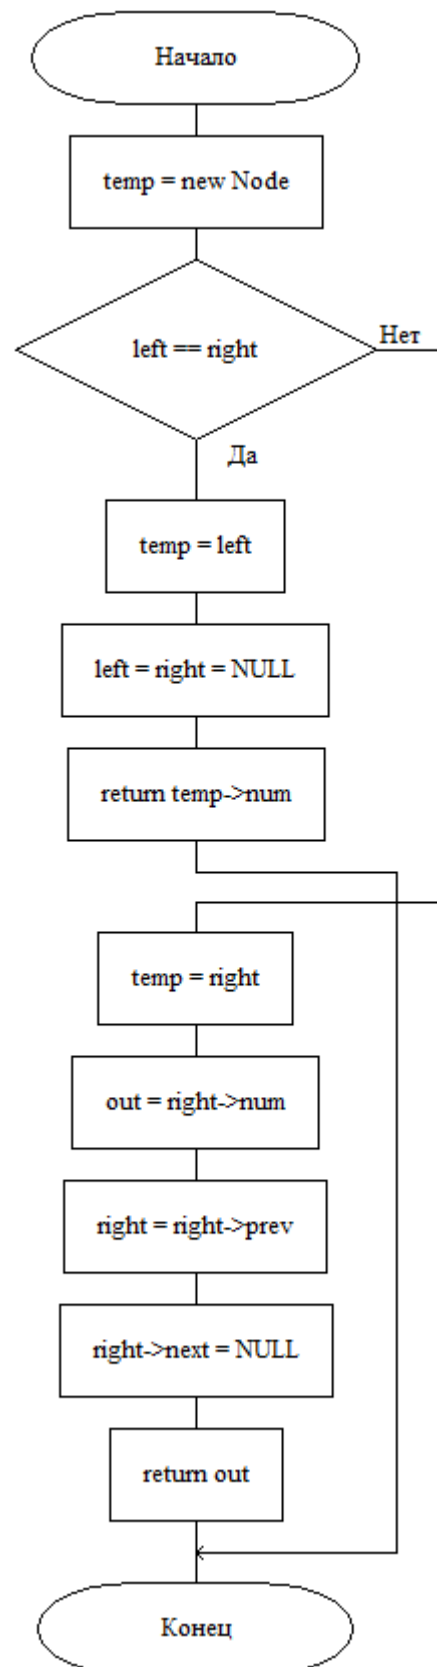 Начало
temp = new Node
left == right
Нет
Да
temp = left
left = right = NULL
return temp->num
temp = right
out = right->num
right = right->prev
right->next = NULL
return out
Конец